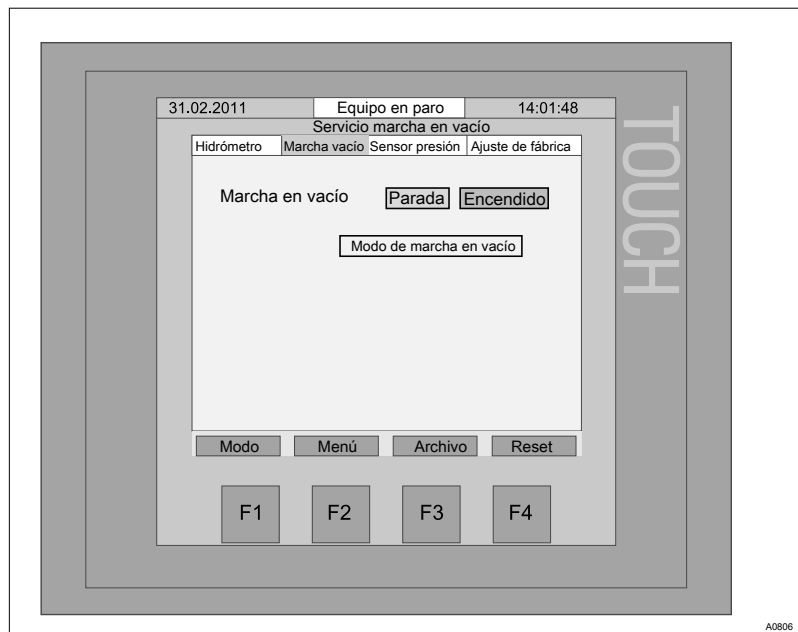 31.02.2011 Equipo en paro 14:01:48
Servicio marcha en vacío
Hidrómetro Marcha vacío Sensor presión Ajuste de fábrica
Marcha en vacío Parada Encendido
Modo de marcha en vacío
Modo Menú Archivo Reset
F1 F2 F3 F4
TOUCH
A0806